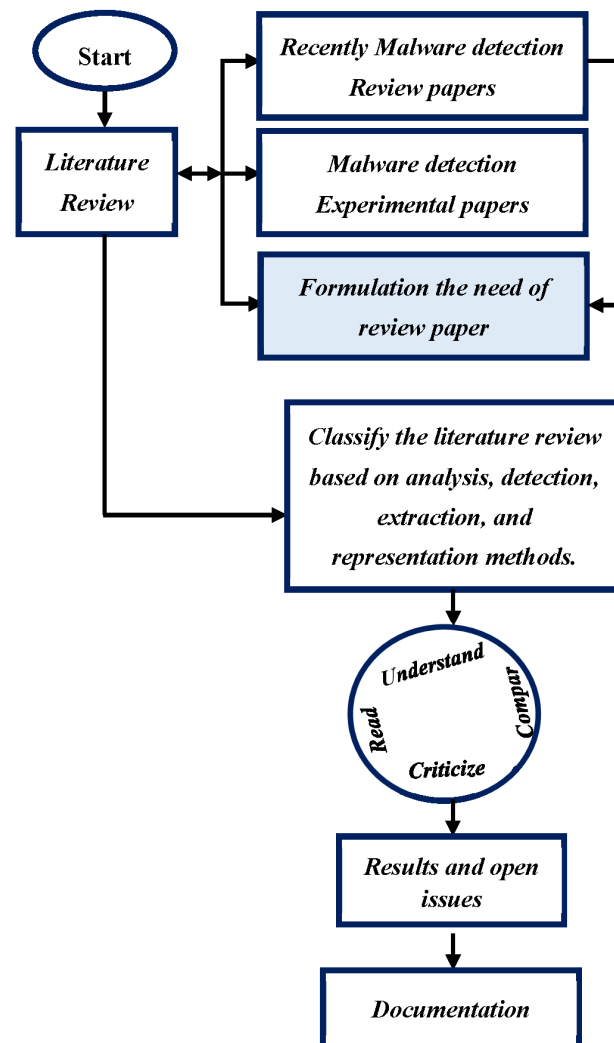 Start
Recently Malware detection
Review papers
Literature
Review
Malware detection
Experimental papers
Formulation the need of
review paper
Classify the literature review
based on analysis, detection,
extraction, and
representation methods.
Understand
Compar
Read
Criticize
Results and open
issues
Documentation